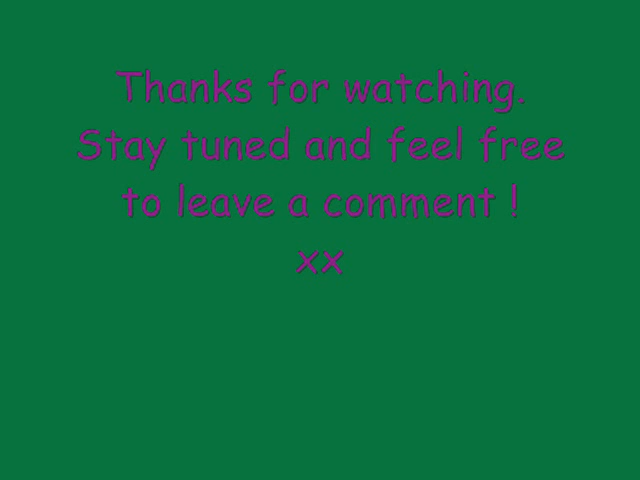 Thanks for watching.
Stay tuned and feel free
to leave a comment !
xx